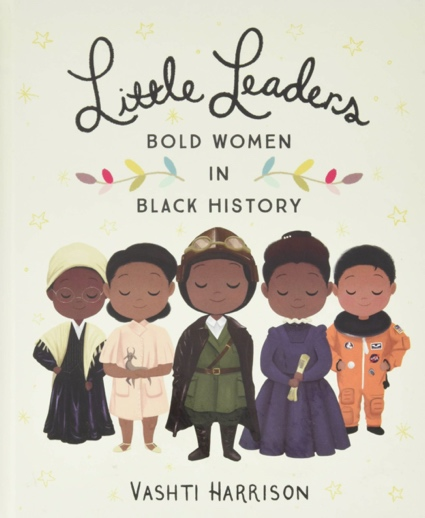 Little Leaders
BOLD WOMEN
IN
BLACK HISTORY
VASHTI HARRISON